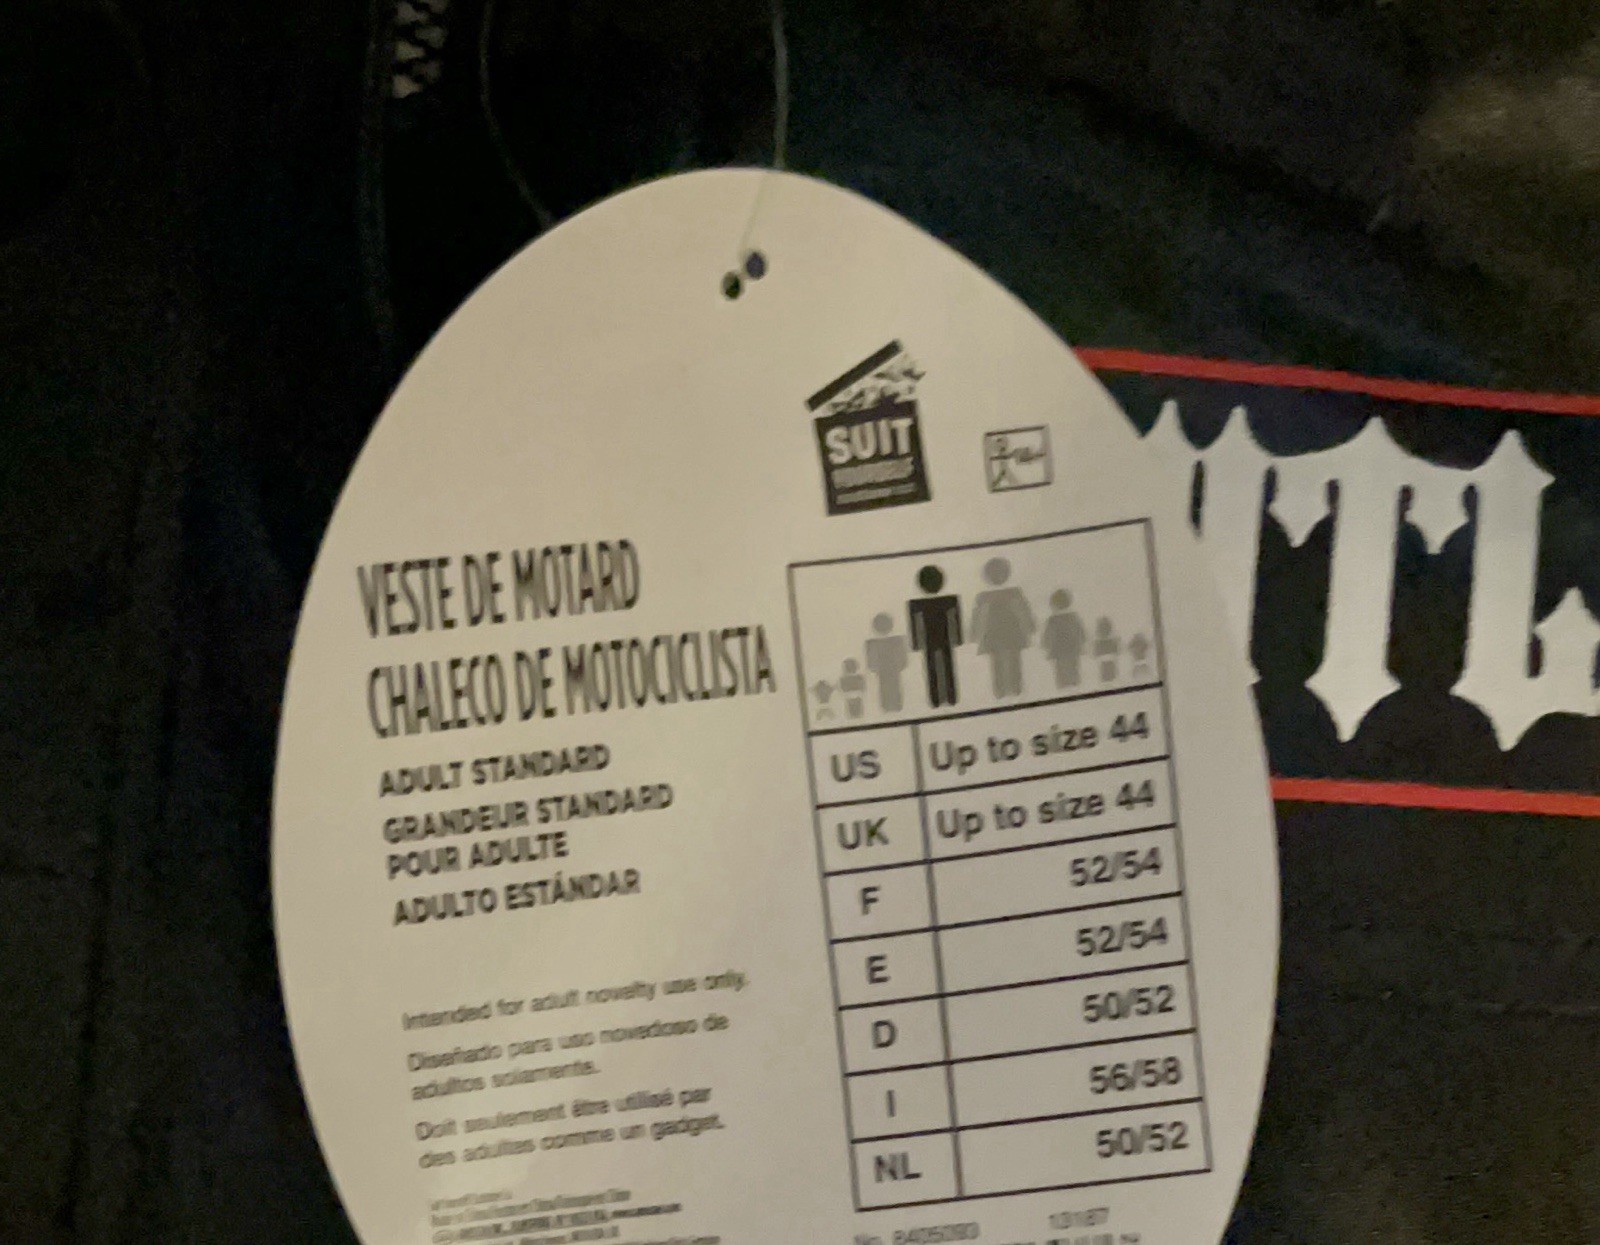 SUIT
VESTE DE MOTARD
CHALECO DE MOTOCICLISTA
ADULT STANDARD
GRANDEUR STANDARD
POUR ADULTE
ADULTO ESTÁNDAR
Intended for adult novelty use only.
Diseñado para uso novedoso de
adultos solamente.
Doit seulement être utilisé par
des adultes comme un gadget.
US Up to size 44
UK Up to size 44
F 52/54
E 52/54
D 50/52
I 56/58
NL 50/52
TL